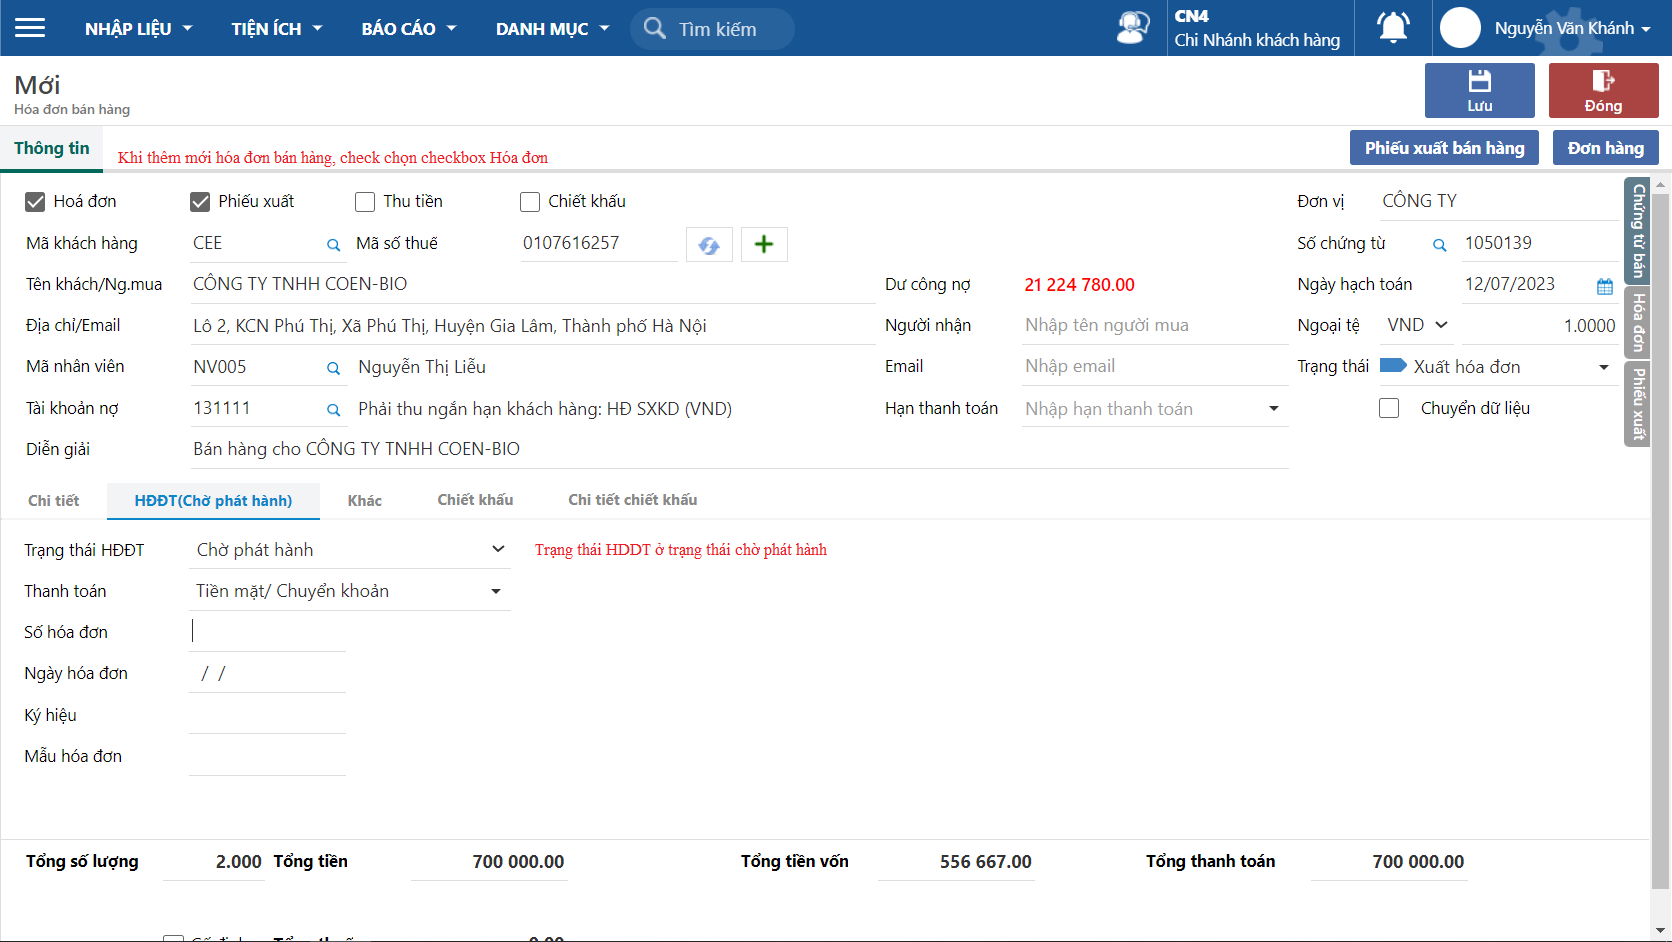 NHẬP LIỆU TIỆN ÍCH BÁO CÁO DANH MỤC Tìm kiếm CN4 Nguyễn Văn Khánh
Chi Nhánh khách hàng
Mới
Hóa đơn bán hàng
Lưu Đóng
Thông tin Khi thêm mới hóa đơn bán hàng, check chọn checkbox Hóa đơn Phiếu xuất bán hàng Đơn hàng
Hoá đơn Phiếu xuất Thu tiền Chiết khấu Đơn vị CÔNG TY
Mã khách hàng CEE Mã số thuế 0107616257 Số chứng từ 1050139
Tên khách/Ng.mua CÔNG TY TNHH COEN-BIO Dư công nợ 21 224 780.00 Ngày hạch toán 12/07/2023
Địa chỉ/Email Lô 2, KCN Phú Thị, Xã Phú Thị, Huyện Gia Lâm, Thành phố Hà Nội Người nhận Nhập tên người mua Ngoại tệ VND 1.0000
Mã nhân viên NV005 Nguyễn Thị Liễu Email Nhập email Trạng thái Xuất hóa đơn
Tài khoản nợ 131111 Phải thu ngắn hạn khách hàng: HĐ SXKD (VND) Hạn thanh toán Nhập hạn thanh toán Chuyển dữ liệu
Diễn giải Bán hàng cho CÔNG TY TNHH COEN-BIO
Chứng từ bán
Hóa đơn
Phiếu xuất
Chi tiết HĐĐT(Chờ phát hành) Khác Chiết khấu Chi tiết chiết khấu
Trạng thái HĐĐT Chờ phát hành Trạng thái HDDT ở trạng thái chờ phát hành
Thanh toán Tiền mặt/ Chuyển khoản
Số hóa đơn
Ngày hóa đơn / /
Ký hiệu
Mẫu hóa đơn
Tổng số lượng 2.000 Tổng tiền 700 000.00 Tổng tiền vốn 556 667.00 Tổng thanh toán 700 000.00